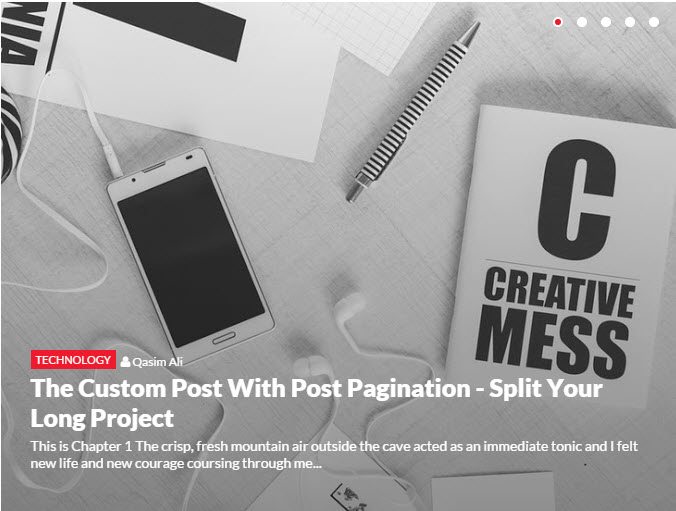 NIA
C
CREATIVE
MESS
TECHNOLOGY Qasim Ali
The Custom Post With Post Pagination - Split Your
Long Project
This is Chapter 1 The crisp, fresh mountain air outside the cave acted as an immediate tonic and I felt
new life and new courage coursing through me...